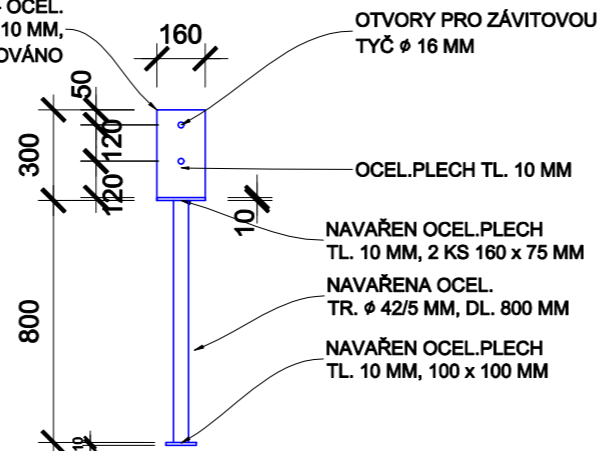 OCEL.
10 MM,
160
OTVORY PRO ZÁVITOVOU
TYČ ϕ 16 MM
50
120
300
120
OCEL.PLECH TL. 10 MM
10
NAVAŘEN OCEL.PLECH
TL. 10 MM, 2 KS 160 x 75 MM
NAVAŘENA OCEL.
TR. ϕ 42/5 MM, DL. 800 MM
800
NAVAŘEN OCEL.PLECH
TL. 10 MM, 100 x 100 MM
10